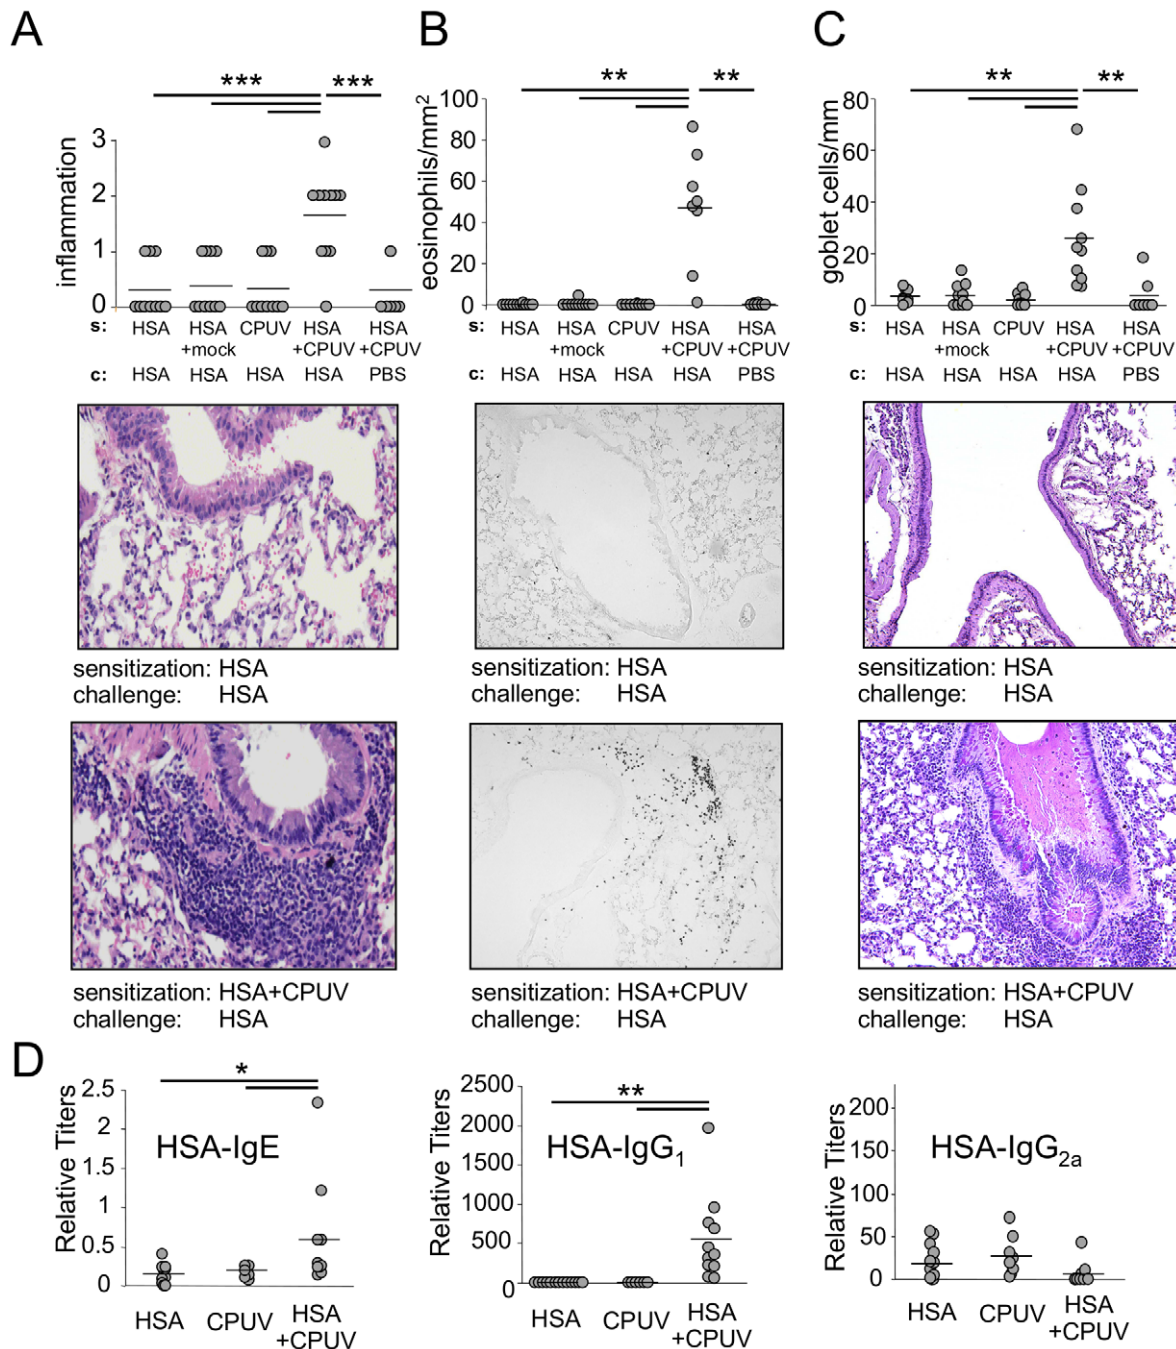 A
B
C
***
***
inflammation
3
2
1
0
s: HSA HSA CPUV HSA HSA
+mock +CPUV +CPUV
c: HSA HSA HSA HSA PBS
**
**
eosinophils/mm²
100
80
60
40
20
0
s: HSA HSA CPUV HSA HSA
+mock +CPUV +CPUV
c: HSA HSA HSA HSA PBS
**
**
goblet cells/mm
80
60
40
20
0
s: HSA HSA CPUV HSA HSA
+mock +CPUV +CPUV
c: HSA HSA HSA HSA PBS
sensitization: HSA
challenge: HSA
sensitization: HSA
challenge: HSA
sensitization: HSA
challenge: HSA
sensitization: HSA+CPUV
challenge: HSA
sensitization: HSA+CPUV
challenge: HSA
sensitization: HSA+CPUV
challenge: HSA
D
*
Relative Titers
2.5
2
1.5
1
0.5
0
HSA-IgE
HSA CPUV HSA
+CPUV
**
Relative Titers
2500
2000
1500
1000
500
0
HSA-IgG₁
HSA CPUV HSA
+CPUV
Relative Titers
200
150
100
50
0
HSA-IgG₂ₐ
HSA CPUV HSA
+CPUV